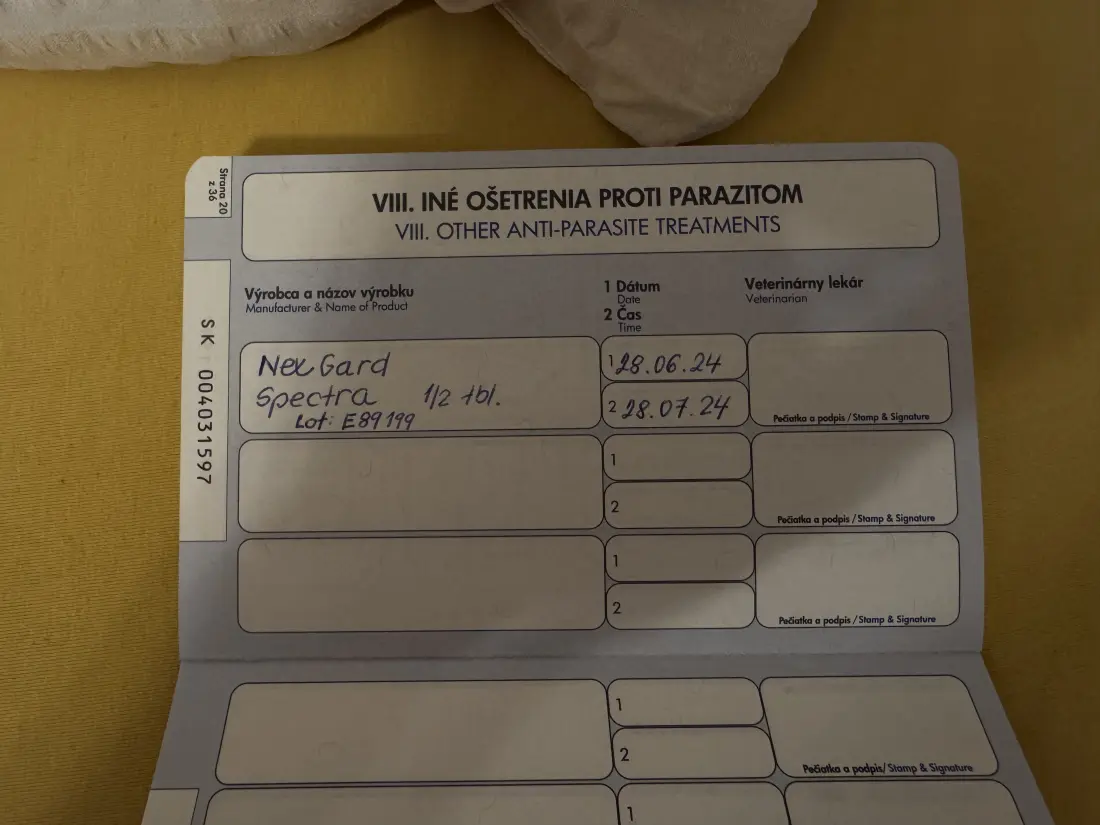 Strana 20
z 36
VIII. INÉ OŠETRENIA PROTI PARAZITOM
VIII. OTHER ANTI-PARASITE TREATMENTS
SK 004031597
Výrobca a názov výrobku
Manufacturer & Name of Product
1 Dátum
Date
2 Čas
Time
Veterinárny lekár
Veterinarian
NexGard
Spectra 1/2 tbl.
Lot: E89199
1 28.06.24
2 28.07.24
Pečiatka a podpis / Stamp & Signature
1
2
Pečiatka a podpis / Stamp & Signature
1
2
Pečiatka a podpis / Stamp & Signature
1
2
Pečiatka a podpis / Stamp & Signature
1